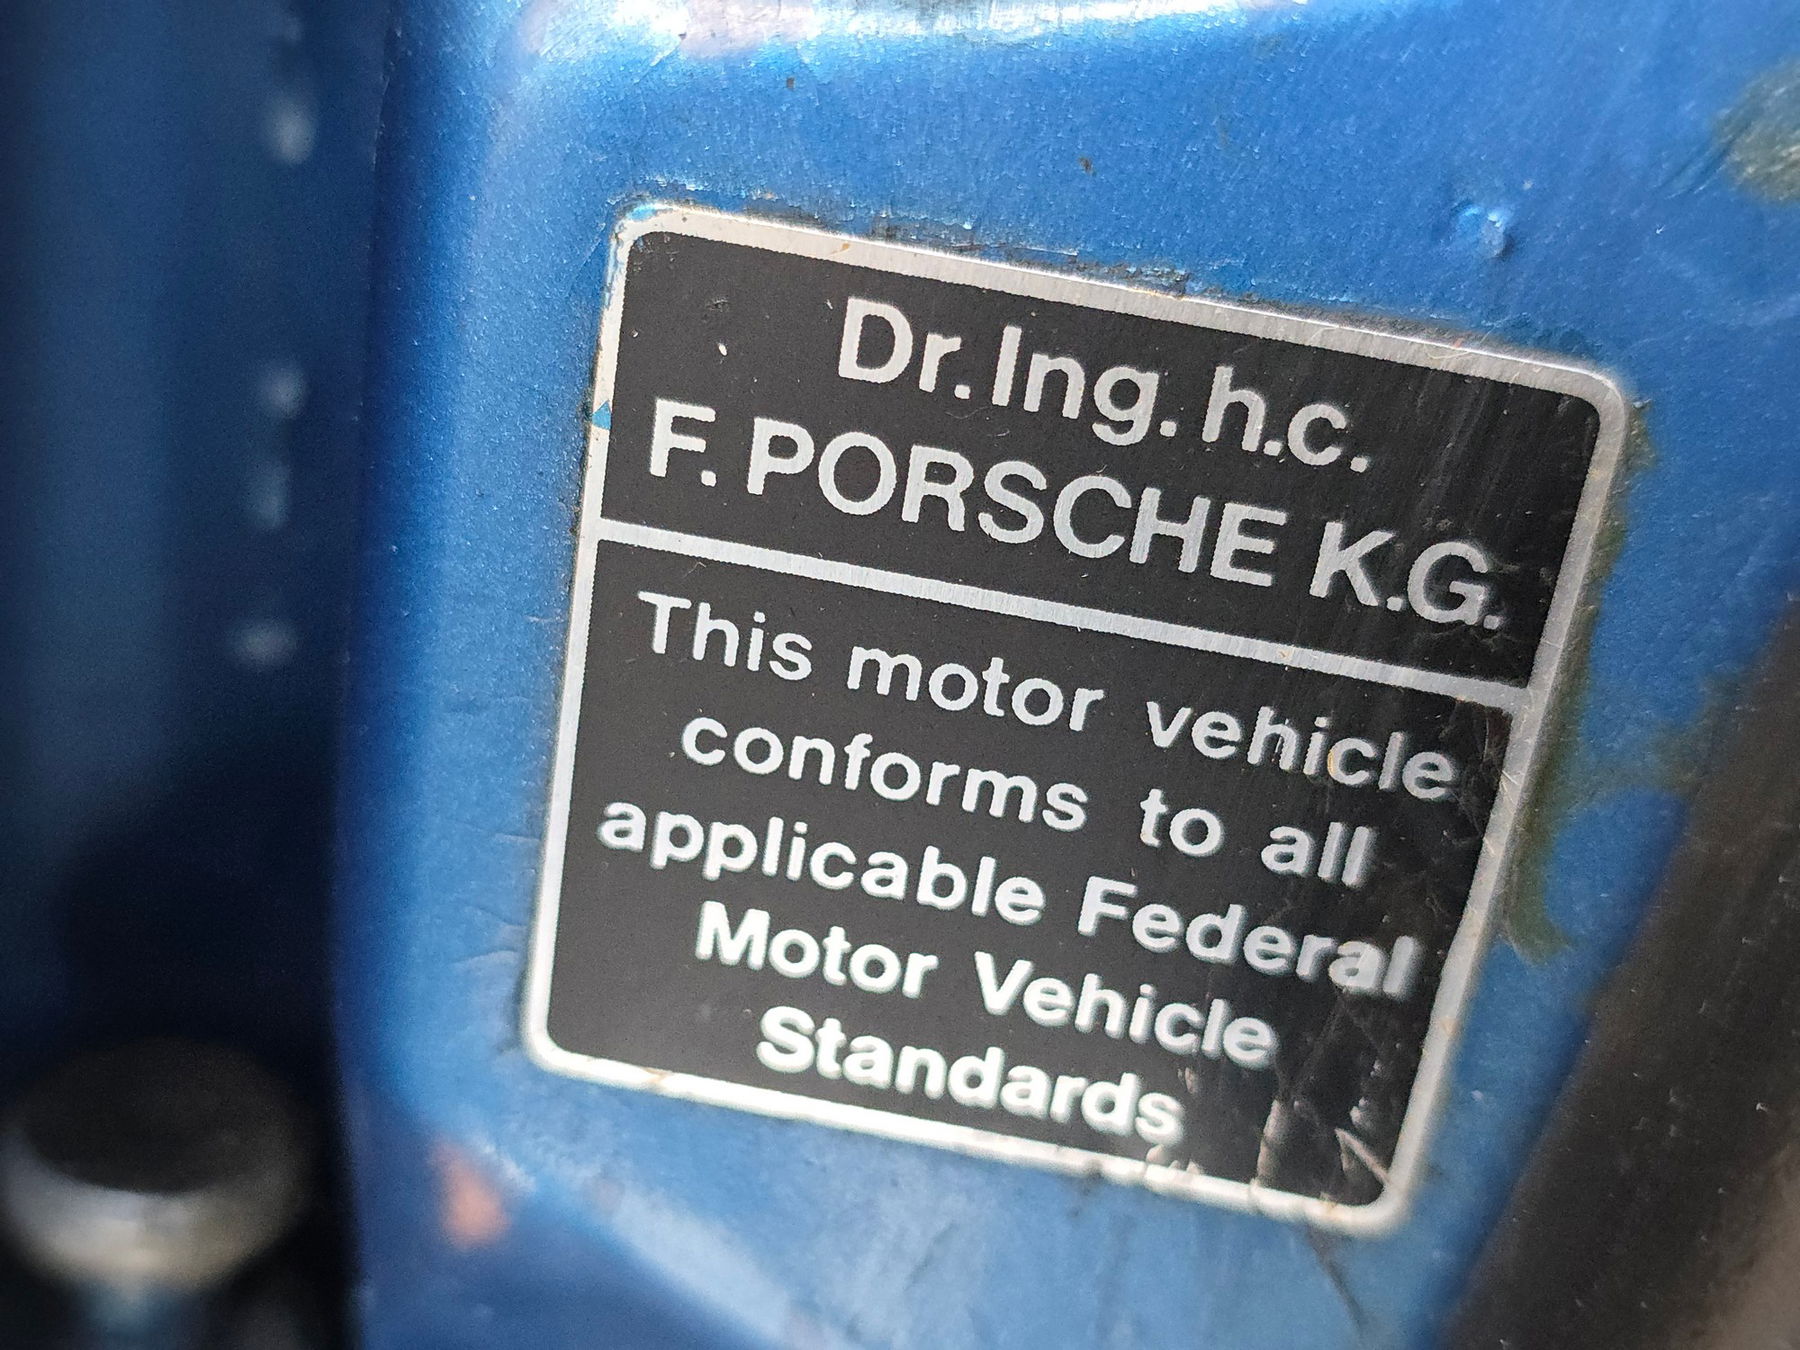 Dr. Ing. h.c.
F. PORSCHE K.G.
This motor vehicle
conforms to all
applicable Federal
Motor Vehicle
Standards